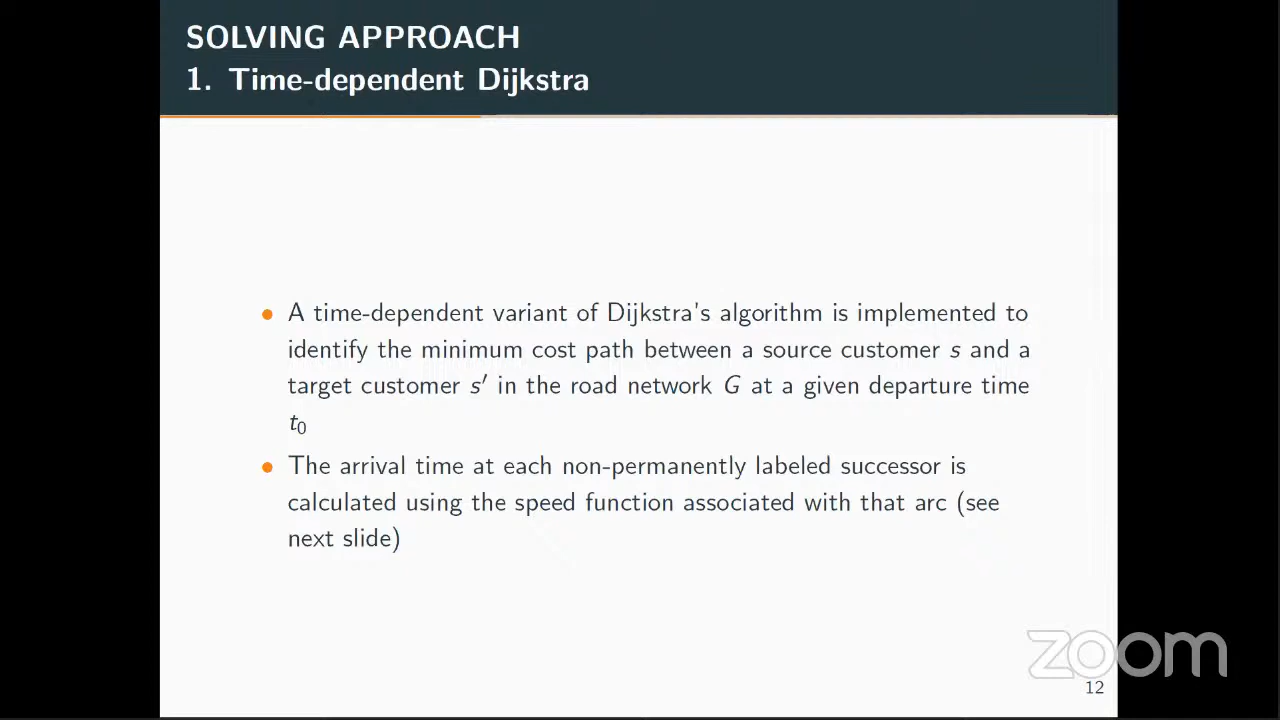 SOLVING APPROACH
1. Time-dependent Dijkstra
• A time-dependent variant of Dijkstra's algorithm is implemented to
identify the minimum cost path between a source customer s and a
target customer s′ in the road network G at a given departure time
t₀
• The arrival time at each non-permanently labeled successor is
calculated using the speed function associated with that arc (see
next slide)
zoom
12